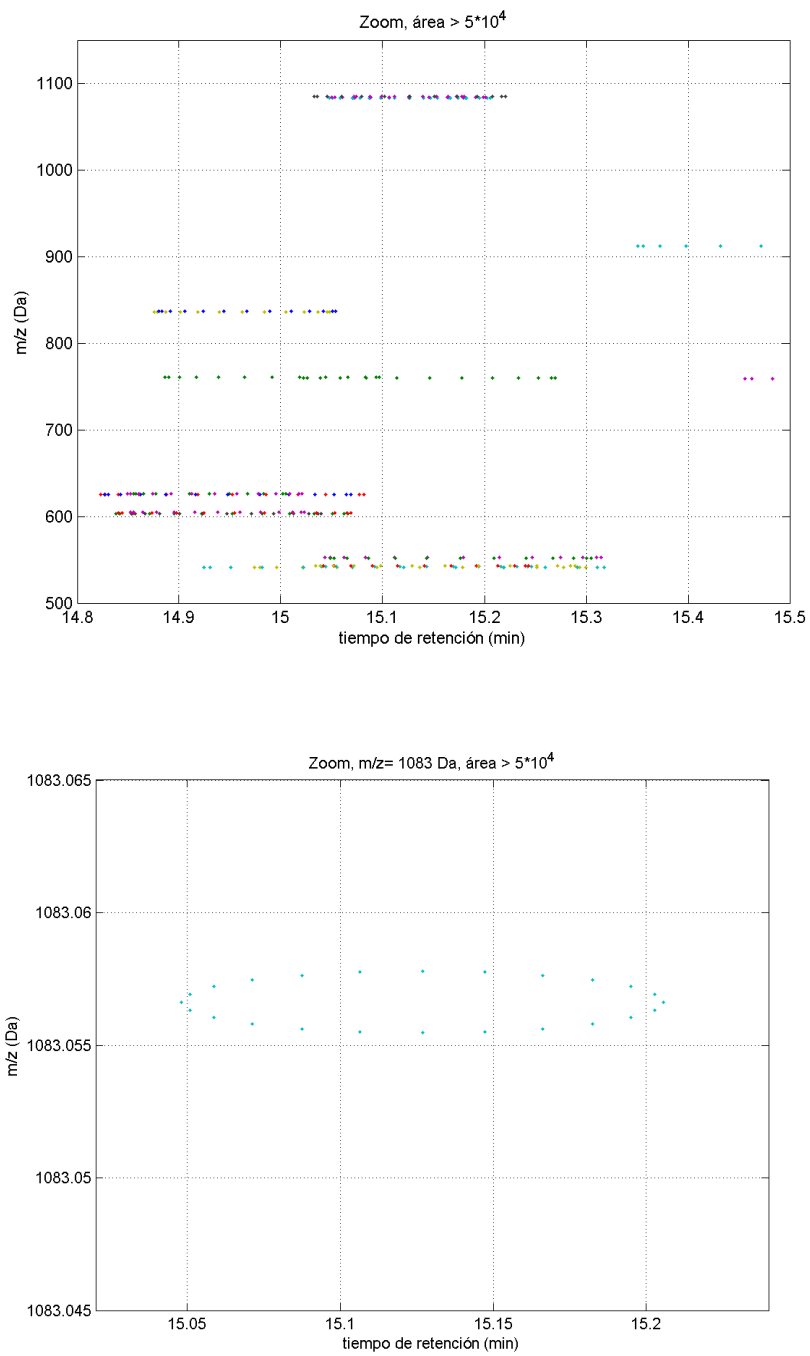 Zoom, área > 5*10^4
1100
1000
900
800
700
600
500
m/z (Da)
14.8 14.9 15 15.1 15.2 15.3 15.4 15.5
tiempo de retención (min)
Zoom, m/z= 1083 Da, área > 5*10^4
1083.065
1083.06
1083.055
1083.05
1083.045
m/z (Da)
15.05 15.1 15.15 15.2
tiempo de retención (min)